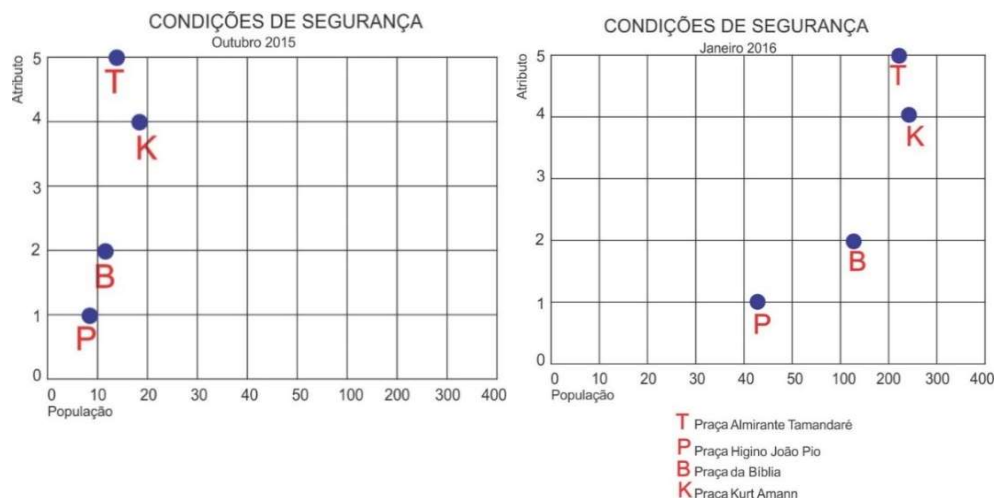 CONDIÇÕES DE SEGURANÇA
Outubro 2015
Atributo
5
4
3
2
1
0
T
K
B
P
0 10 20 30 40 50 100 200 300 400
População
CONDIÇÕES DE SEGURANÇA
Janeiro 2016
Atributo
5
4
3
2
1
0
T
K
B
P
0 10 20 30 40 50 100 200 300 400
População
T Praça Almirante Tamandaré
P Praça Higino João Pio
B Praça da Bíblia
K Praça Kurt Amann